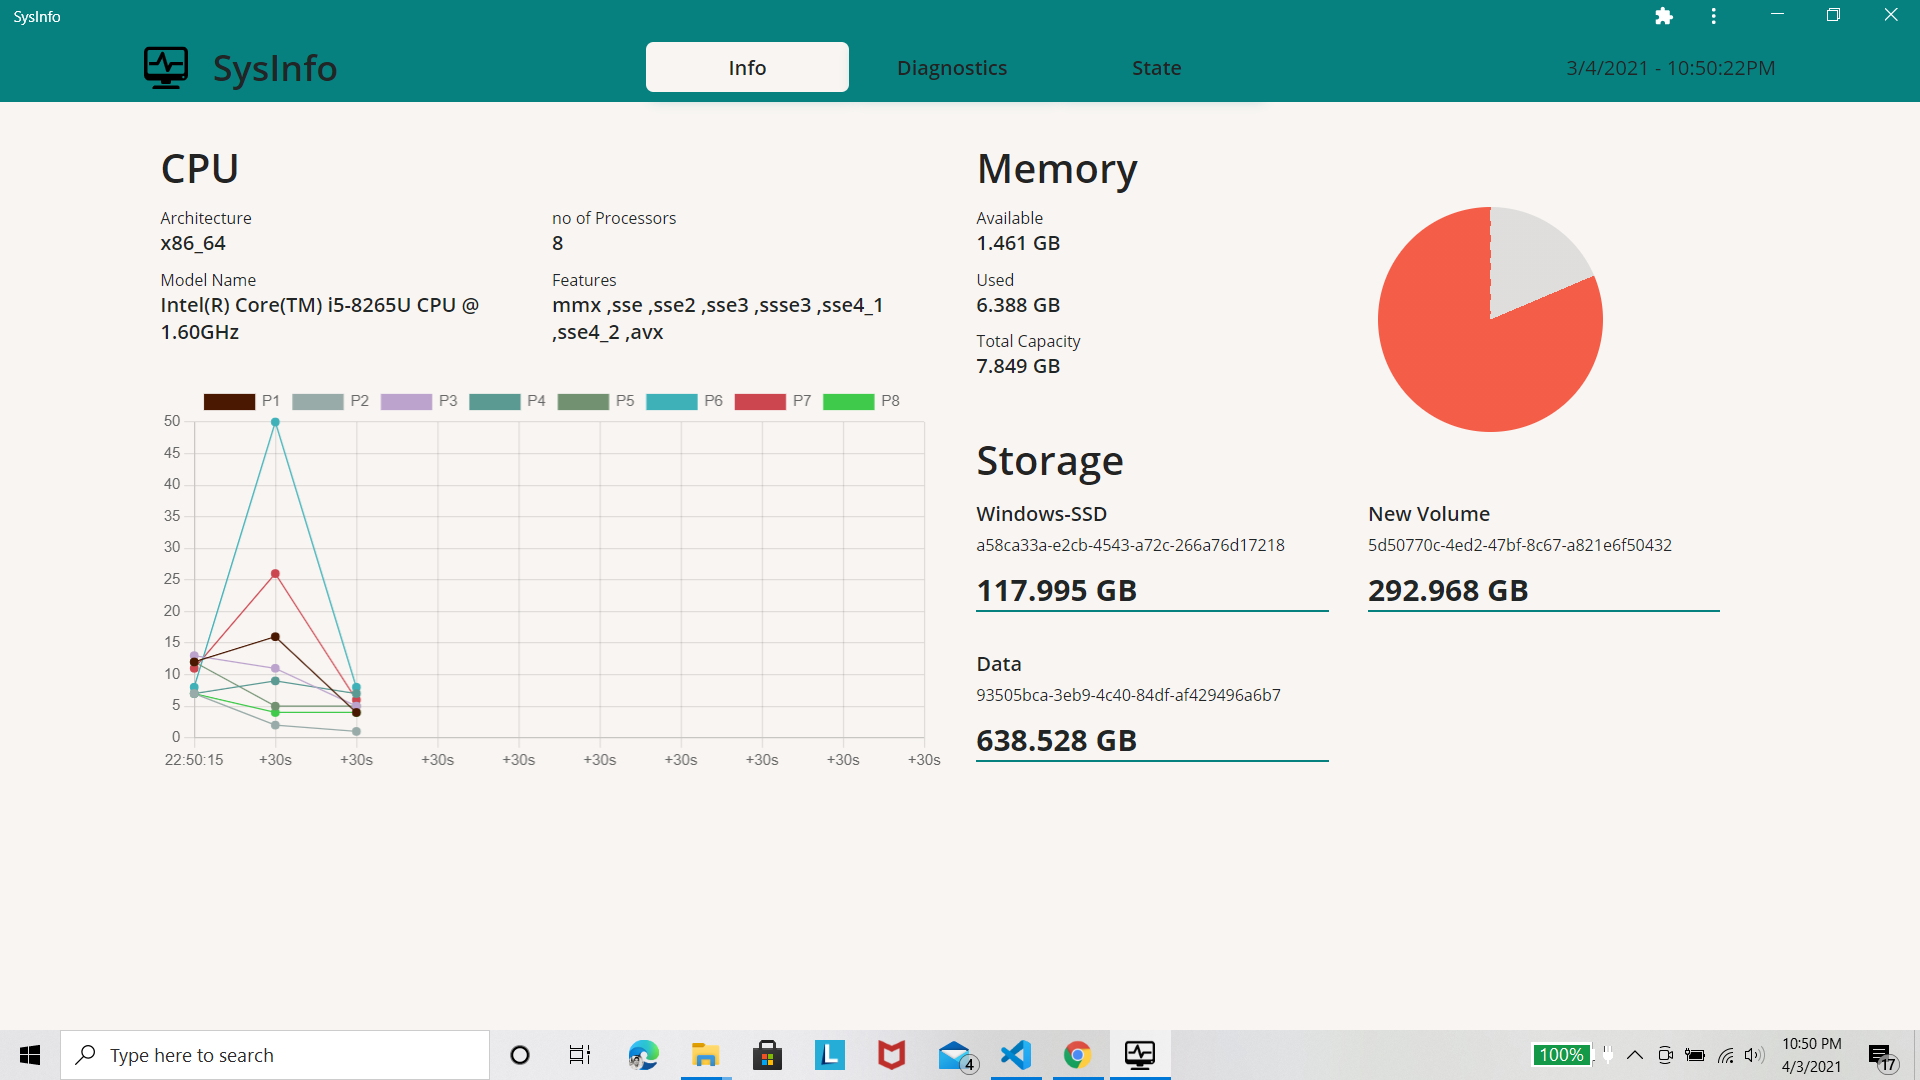 SysInfo
SysInfo
Info
Diagnostics
State
3/4/2021 - 10:50:22PM
CPU
Architecture
x86_64
no of Processors
8
Model Name
Intel(R) Core(TM) i5-8265U CPU @
1.60GHz
Features
mmx ,sse ,sse2 ,sse3 ,ssse3 ,sse4_1
,sse4_2 ,avx
P1 P2 P3 P4 P5 P6 P7 P8
50
45
40
35
30
25
20
15
10
5
0
22:50:15 +30s +30s +30s +30s +30s +30s +30s +30s +30s
Memory
Available
1.461 GB
Used
6.388 GB
Total Capacity
7.849 GB
Storage
Windows-SSD
a58ca33a-e2cb-4543-a72c-266a76d17218
117.995 GB
New Volume
5d50770c-4ed2-47bf-8c67-a821e6f50432
292.968 GB
Data
93505bca-3eb9-4c40-84df-af429496a6b7
638.528 GB
Type here to search
L
4
100%
10:50 PM
4/3/2021
17